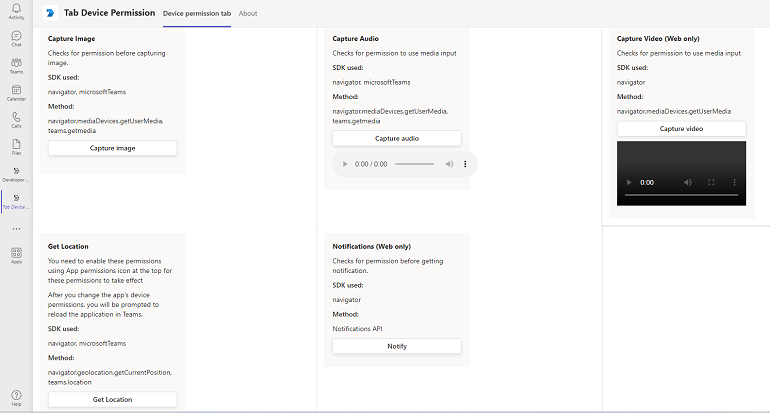 Activity
Chat
Teams
Calendar
Calls
Files
Developer ...
Tab Device ...
Apps
Help
Tab Device Permission
Device permission tab
About
Capture Image
Checks for permission before capturing
image.
SDK used:
navigator, microsoftTeams
Method:
navigator.mediaDevices.getUserMedia,
teams.getmedia
Capture image
Capture Audio
Checks for permission to use media input
SDK used:
navigator, microsoftTeams
Method:
navigator.mediaDevices.getUserMedia,
teams.getmedia
Capture audio
0:00 / 0:00
Capture Video (Web only)
Checks for permission to use media input
SDK used:
navigator
Method:
navigator.mediaDevices.getUserMedia
Capture video
0:00
Get Location
You need to enable these permissions
using App permissions icon at the top for
these permissions to take effect
After you change the app's device
permissions, you will be prompted to
reload the application in Teams.
SDK used:
navigator, microsoftTeams
Method:
navigator.geolocation.getCurrentPosition,
teams.location
Get Location
Notifications (Web only)
Checks for permission before getting
notification.
SDK used:
navigator
Method:
Notifications API
Notify